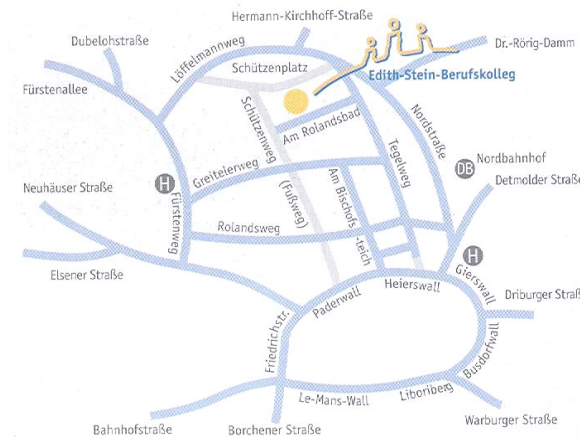 Hermann-Kirchhoff-Straße
Dubelohstraße
Löffelmannweg
Schützenplatz
Dr.-Rörig-Damm
Edith-Stein-Berufskolleg
Fürstenallee
Schützenweg
(Fußweg)
Am Rolandsbad
Nordstraße
Tegelweg
Nordbahnhof
DB
Detmolder Straße
Greitelerweg
H
Neuhäuser Straße
Fürstenweg
Am Bischofs
-teich
Rolandsweg
H
Elsener Straße
Gierswall
Heierswall
Paderwall
Driburger Straß
Friedrichstr.
Busdorfwall
Le-Mans-Wall
Liboriberg
Warburger Straße
Bahnhofstraße
Borchener Straße